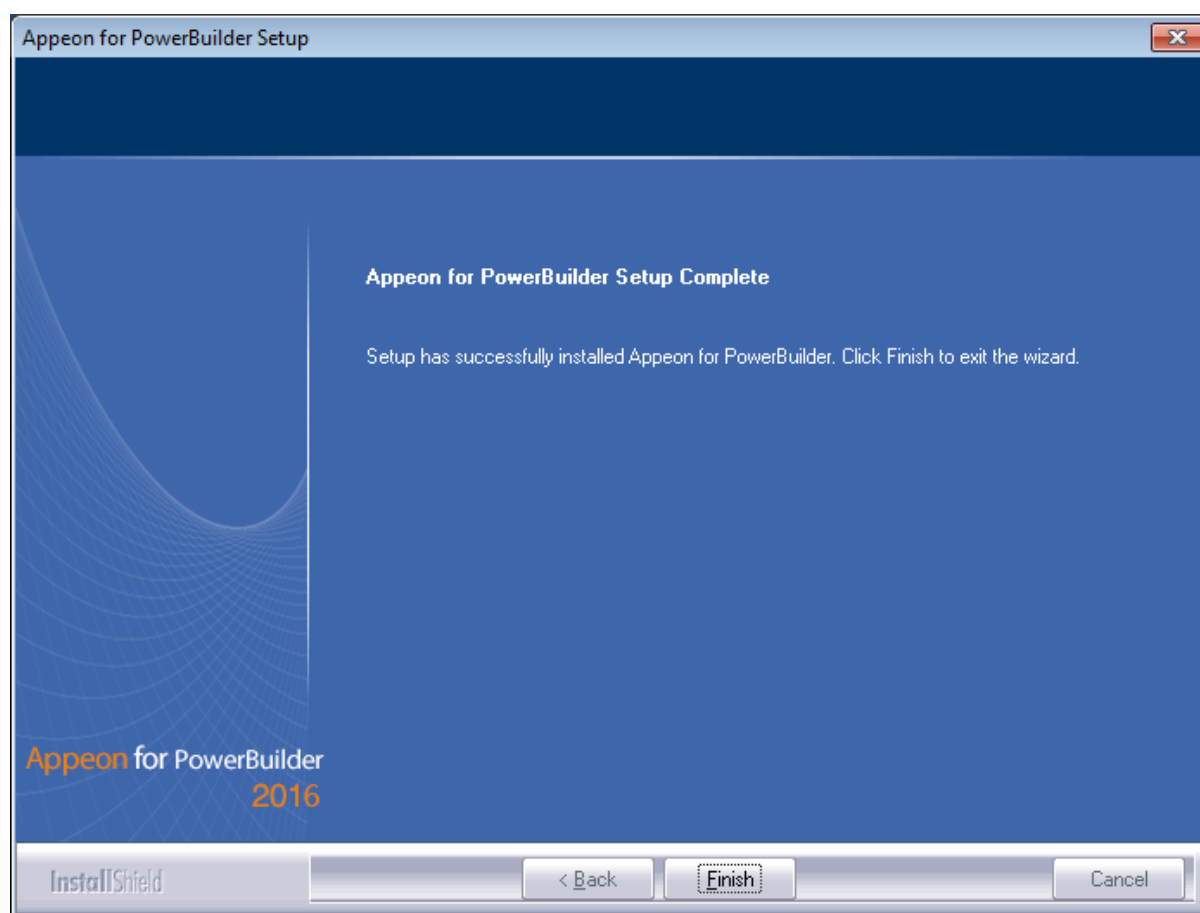 Appeon for PowerBuilder Setup
Appeon for PowerBuilder Setup Complete
Setup has successfully installed Appeon for PowerBuilder. Click Finish to exit the wizard.
Appeon for PowerBuilder
2016
InstallShield
< Back
Finish
Cancel